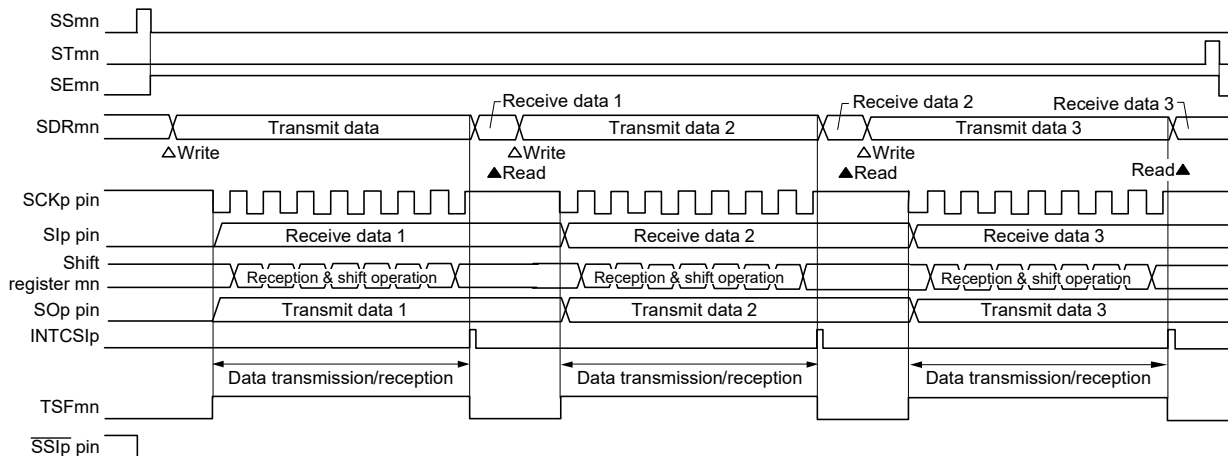 SSmn
STmn
SEmn
Receive data 1
Receive data 2
Receive data 3
SDRmn
Transmit data
Transmit data 2
Transmit data 3
△Write
△Write
△Write
▲Read
▲Read
Read▲
SCKp pin
SIp pin
Receive data 1
Receive data 2
Receive data 3
Shift
register mn
Reception & shift operation
Reception & shift operation
Reception & shift operation
SOp pin
Transmit data 1
Transmit data 2
Transmit data 3
INTCSIp
Data transmission/reception
Data transmission/reception
Data transmission/reception
TSFmn
SSIp pin